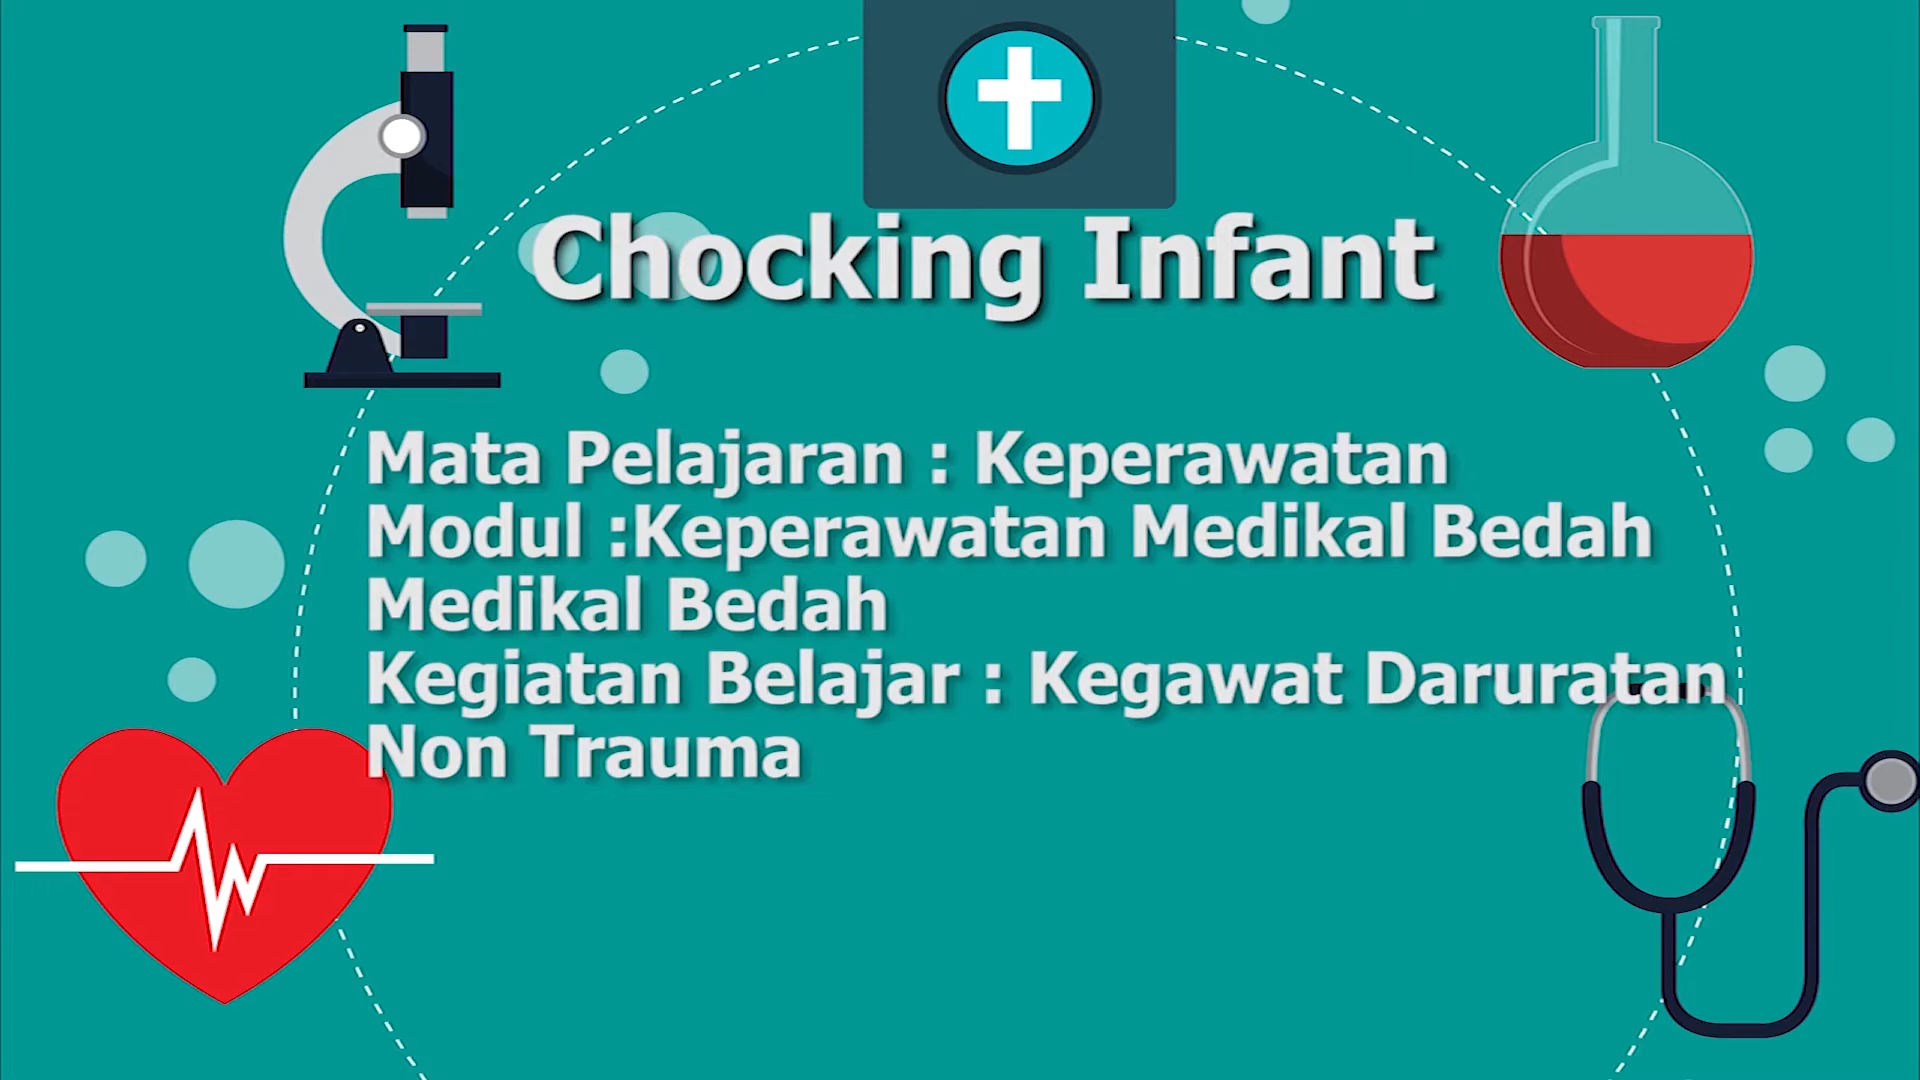 Chocking Infant
Mata Pelajaran : Keperawatan
Modul :Keperawatan Medikal Bedah
Medikal Bedah
Kegiatan Belajar : Kegawat Daruratan
Non Trauma